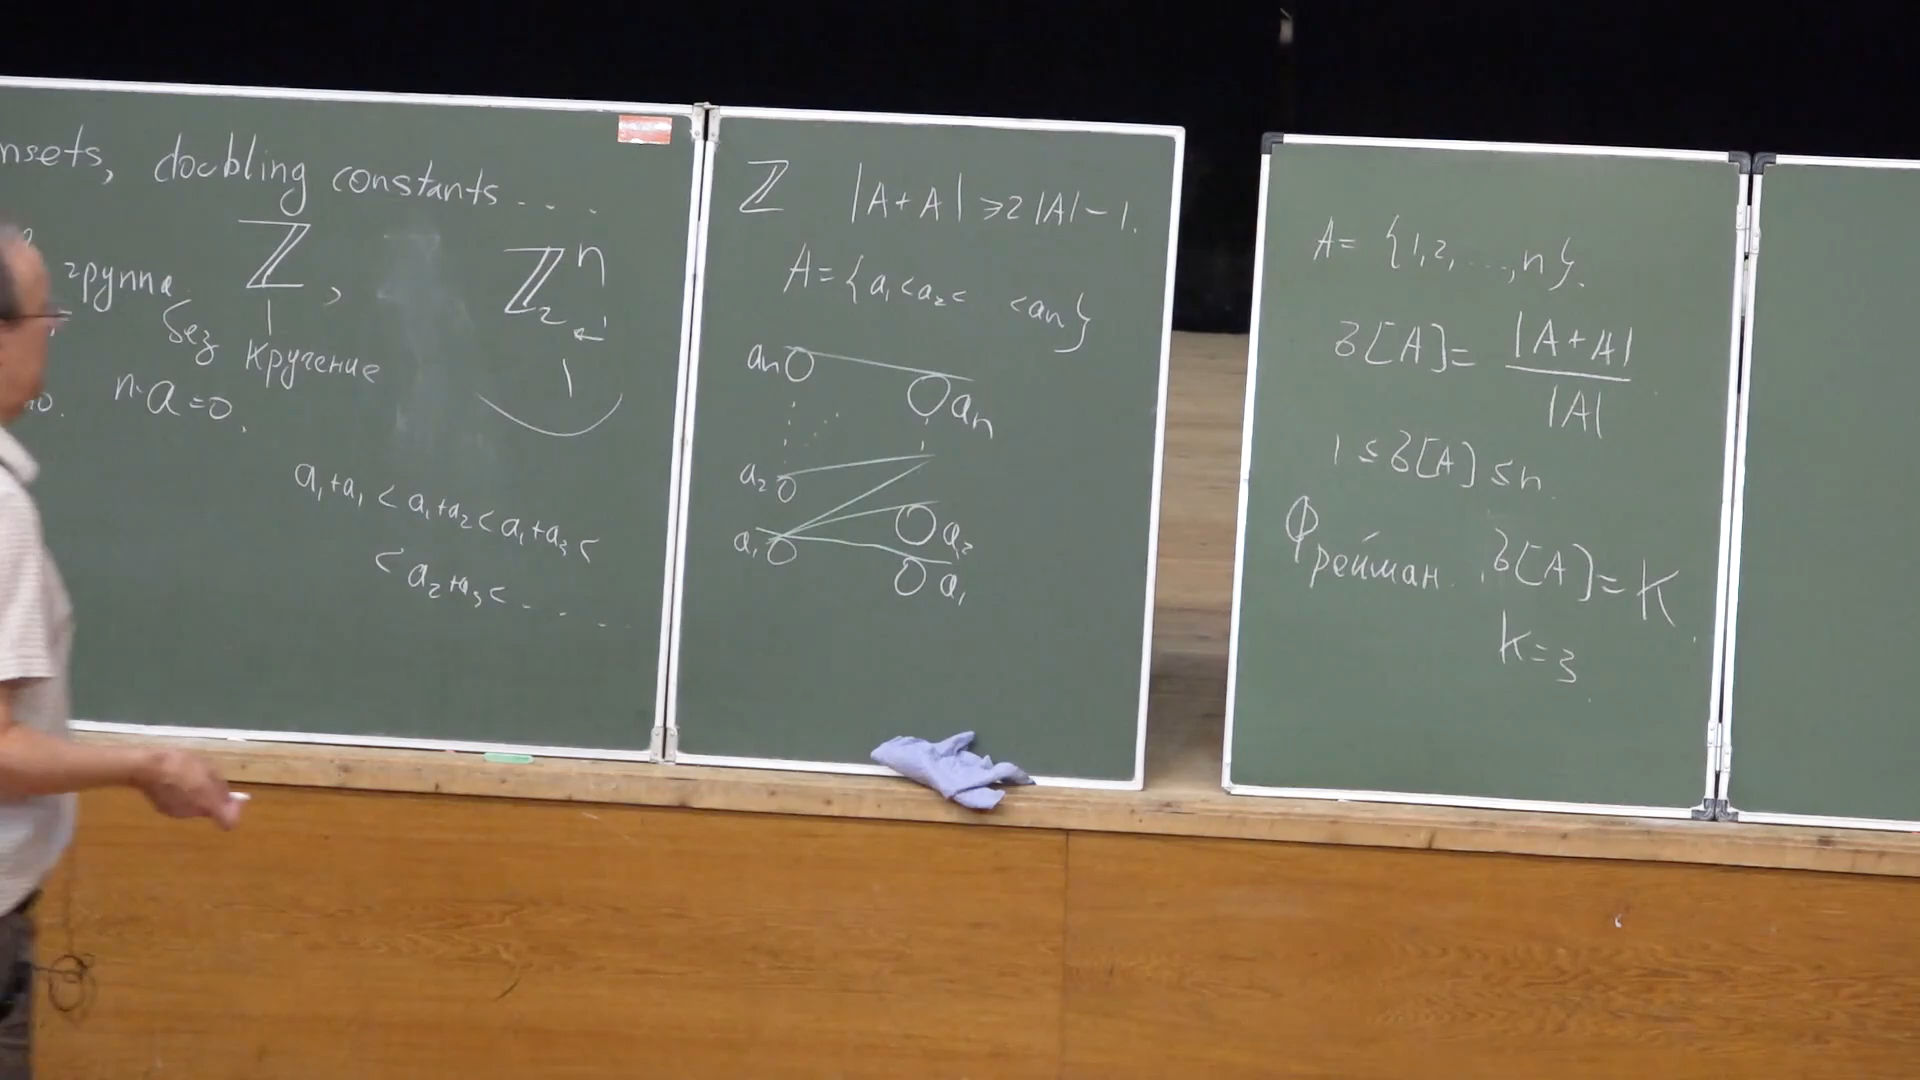 nsets, doubling constants . . .
группа ℤ, ℤ₂ⁿ
без кручение
n·a=0.
a₁+a₁ < a₁+a₂ < a₁+a₃ <
< a₂+a₃ < . . . .
ℤ |A+A| ≥ 2|A|-1.
A={a₁<a₂< <an}
an
an
a₂
a₂
a₁
a₁
A= {1,2, ..., n}.
б[A]= |A+A|
|A|
1 ≤ б[A] ≤ n.
Фрейман. б[A]=K.
K=3